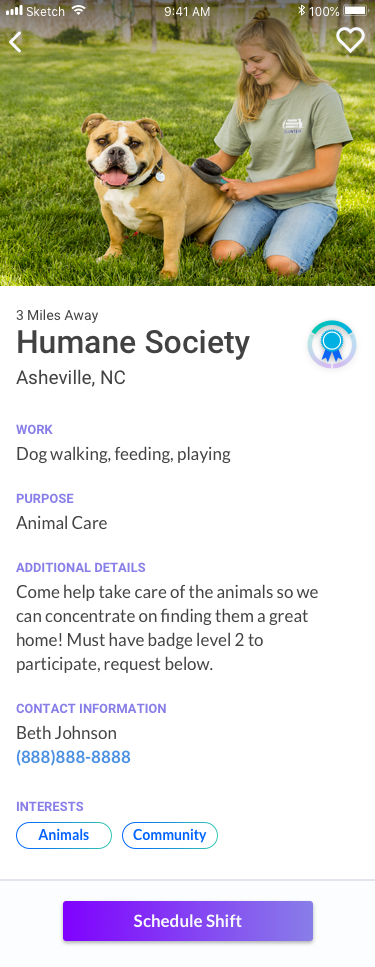 Sketch 9:41 AM 100%
3 Miles Away
Humane Society
Asheville, NC
WORK
Dog walking, feeding, playing
PURPOSE
Animal Care
ADDITIONAL DETAILS
Come help take care of the animals so we
can concentrate on finding them a great
home! Must have badge level 2 to
participate, request below.
CONTACT INFORMATION
Beth Johnson
(888)888-8888
INTERESTS
Animals Community
Schedule Shift